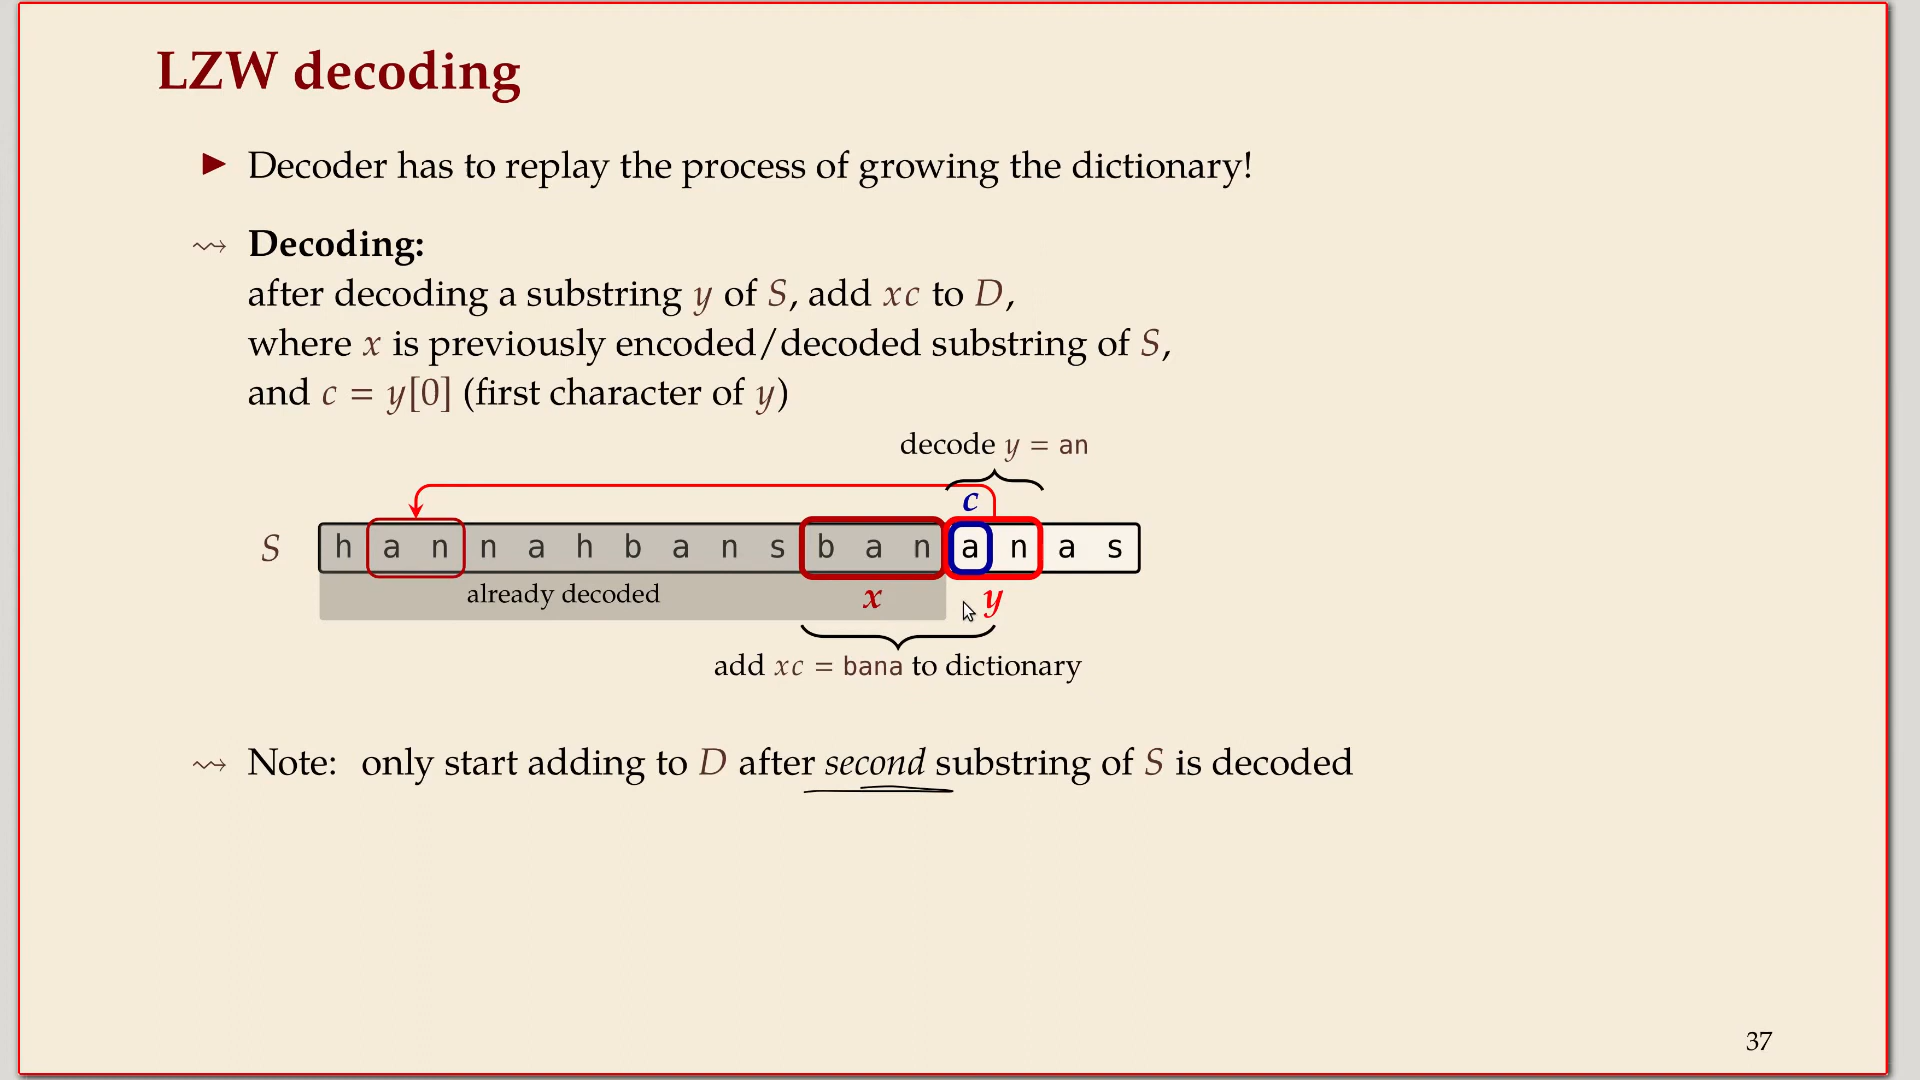 LZW decoding
▶ Decoder has to replay the process of growing the dictionary!
⇝ Decoding:
after decoding a substring y of S, add xc to D,
where x is previously encoded/decoded substring of S,
and c = y[0] (first character of y)
decode y = an
c
S h a n n a h b a n s b a n a n a s
already decoded x y
add xc = bana to dictionary
⇝ Note: only start adding to D after second substring of S is decoded
37